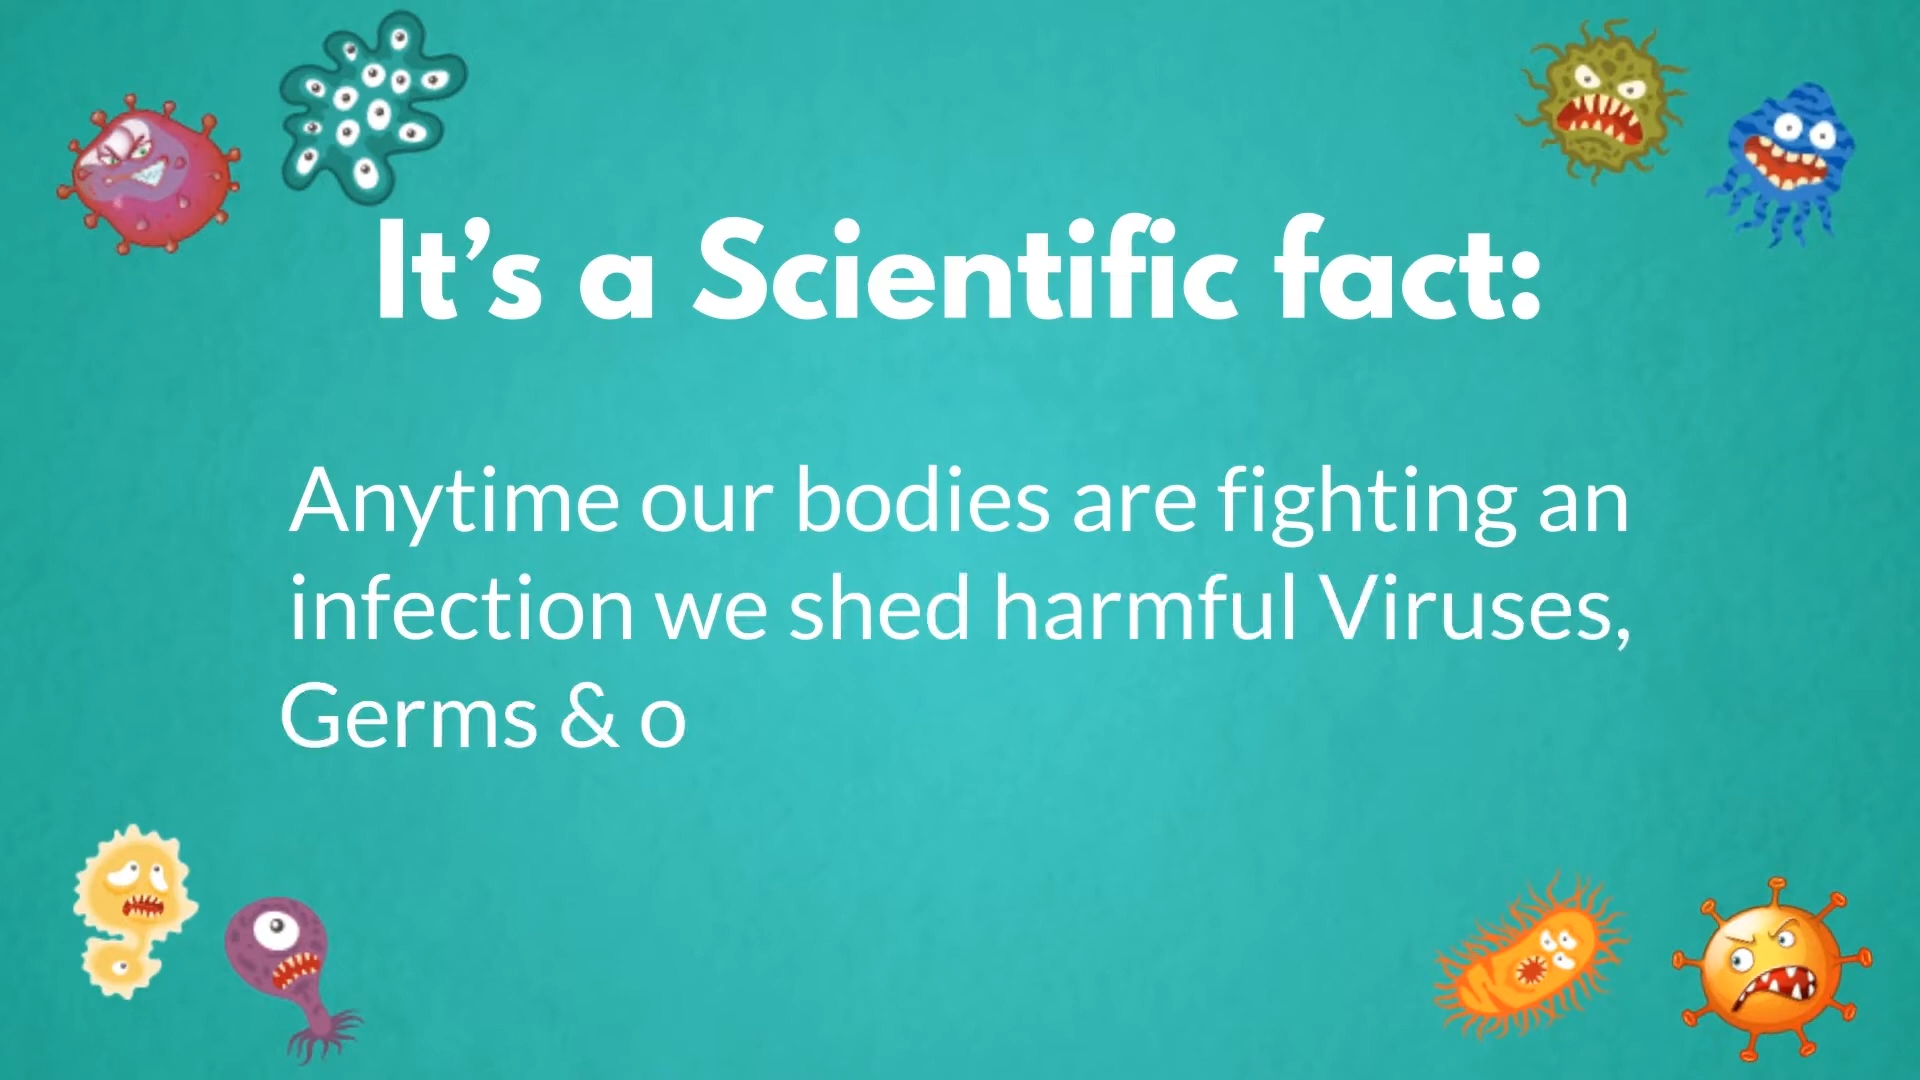 It's a Scientific fact:
Anytime our bodies are fighting an
infection we shed harmful Viruses,
Germs & o